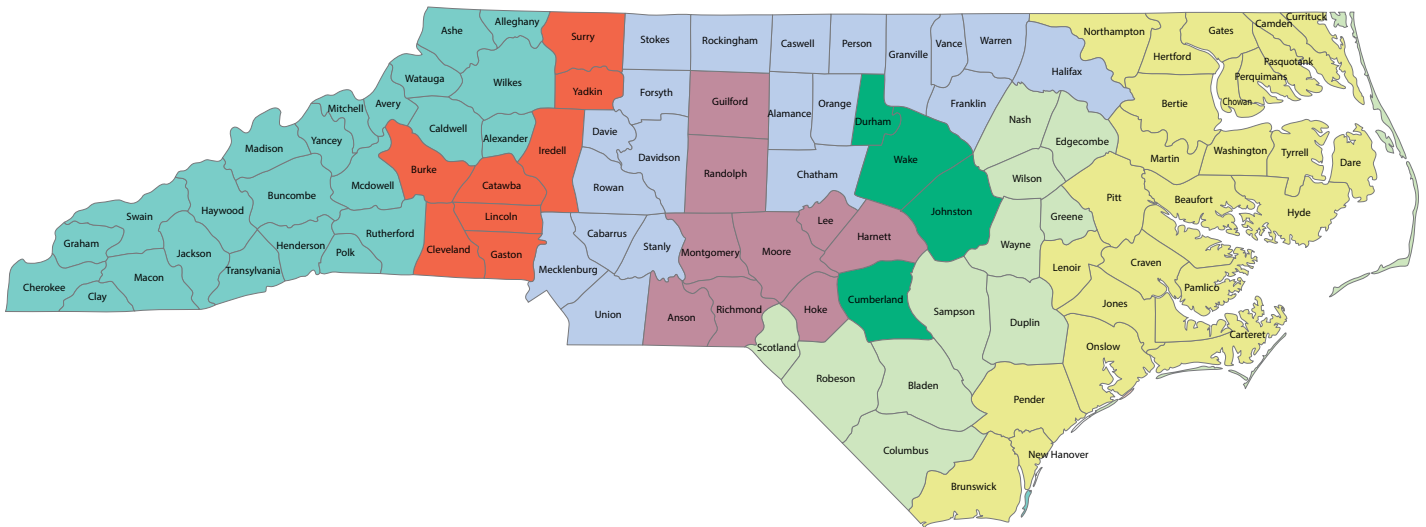 Ashe
Alleghany
Surry
Stokes
Rockingham
Caswell
Person
Granville
Vance
Warren
Northampton
Gates
Camden
Currituck
Hertford
Halifax
Pasquotank
Perquimans
Chowan
Bertie
Watauga
Wilkes
Yadkin
Forsyth
Guilford
Alamance
Orange
Durham
Franklin
Nash
Edgecombe
Martin
Washington
Tyrrell
Dare
Mitchell
Avery
Caldwell
Alexander
Iredell
Davie
Davidson
Randolph
Chatham
Wake
Wilson
Madison
Yancey
Burke
Catawba
Rowan
Mcdowell
Buncombe
Haywood
Swain
Graham
Jackson
Macon
Cherokee
Clay
Transylvania
Henderson
Polk
Rutherford
Cleveland
Lincoln
Gaston
Mecklenburg
Cabarrus
Stanly
Union
Montgomery
Moore
Lee
Harnett
Johnston
Wayne
Greene
Pitt
Beaufort
Hyde
Lenoir
Craven
Pamlico
Jones
Carteret
Onslow
Anson
Richmond
Hoke
Cumberland
Sampson
Duplin
Scotland
Robeson
Bladen
Pender
Columbus
New Hanover
Brunswick